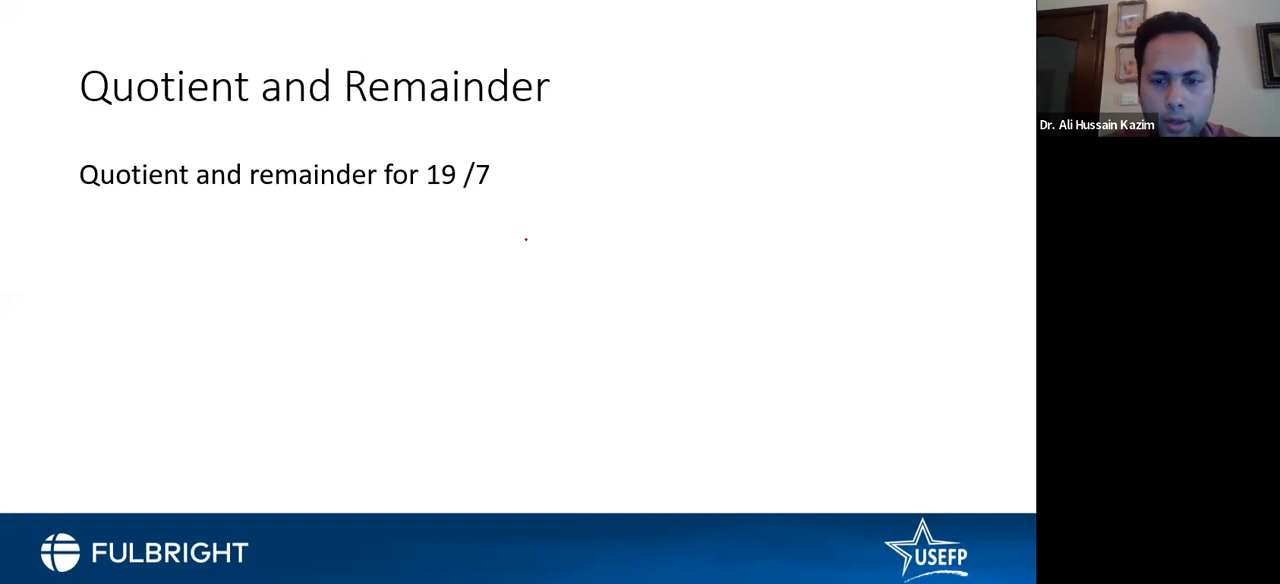 Quotient and Remainder
Quotient and remainder for 19 /7
Dr. Ali Hussain Kazim
FULBRIGHT
USEFP